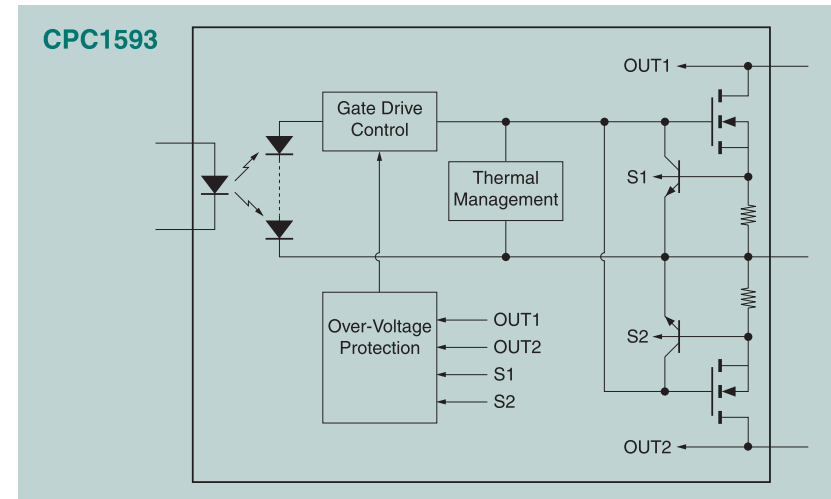 CPC1593
OUT1
Gate Drive
Control
Thermal
Management
S1
Over-Voltage
Protection
OUT1
OUT2
S1
S2
S2
OUT2